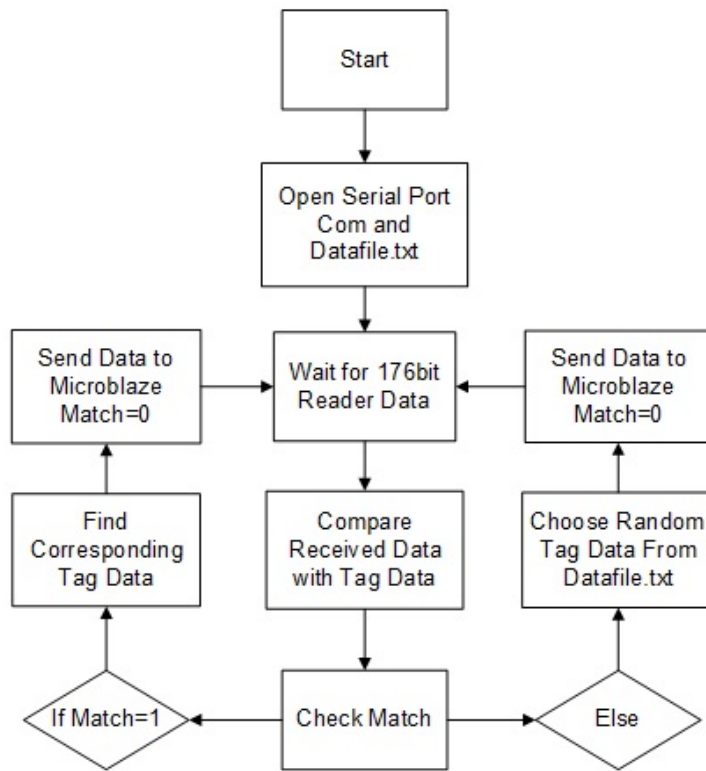 Start
Open Serial Port
Com and
Datafile.txt
Send Data to
Microblaze
Match=0
Wait for 176bit
Reader Data
Send Data to
Microblaze
Match=0
Find
Corresponding
Tag Data
Compare
Received Data
with Tag Data
Choose Random
Tag Data From
Datafile.txt
If Match=1
Check Match
Else